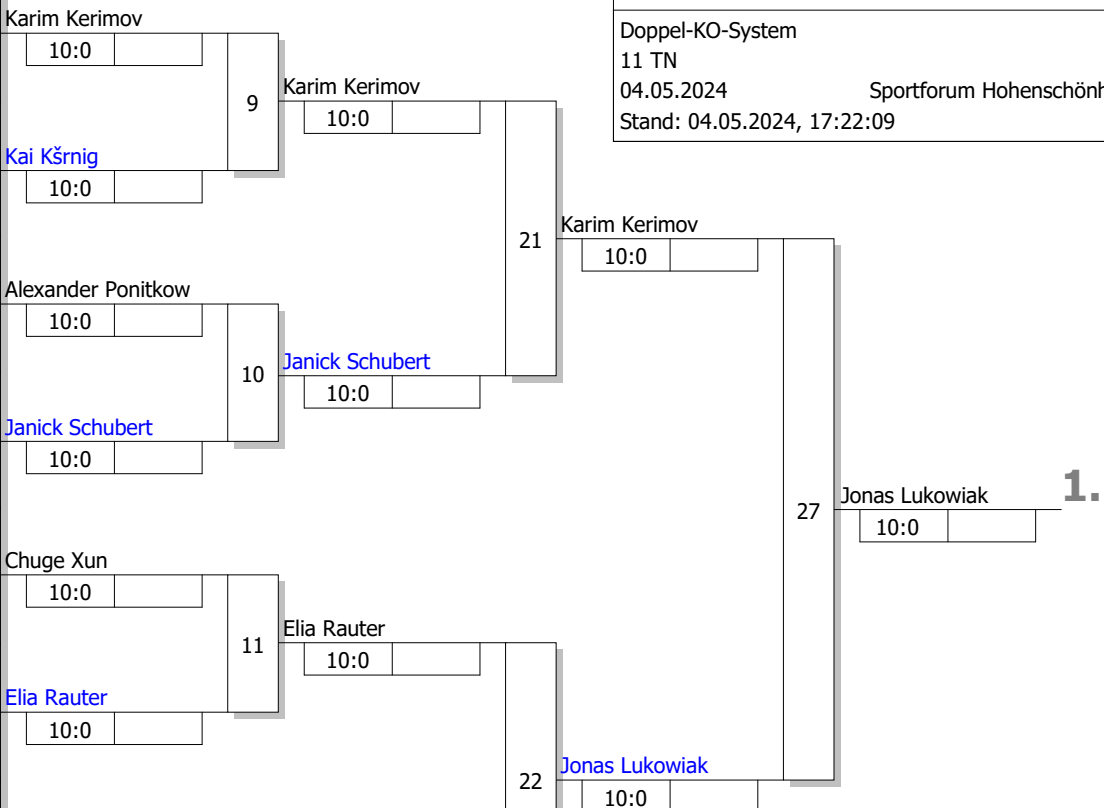 Karim Kerimov
10:0
9
Karim Kerimov
10:0
Kai Kšrnig
10:0
Doppel-KO-System
11 TN
04.05.2024 Sportforum Hohenschönh
Stand: 04.05.2024, 17:22:09
21
Karim Kerimov
10:0
Alexander Ponitkow
10:0
10
Janick Schubert
10:0
Janick Schubert
10:0
27
Jonas Lukowiak
10:0
1.
Chuge Xun
10:0
11
Elia Rauter
10:0
Elia Rauter
10:0
22
Jonas Lukowiak
10:0